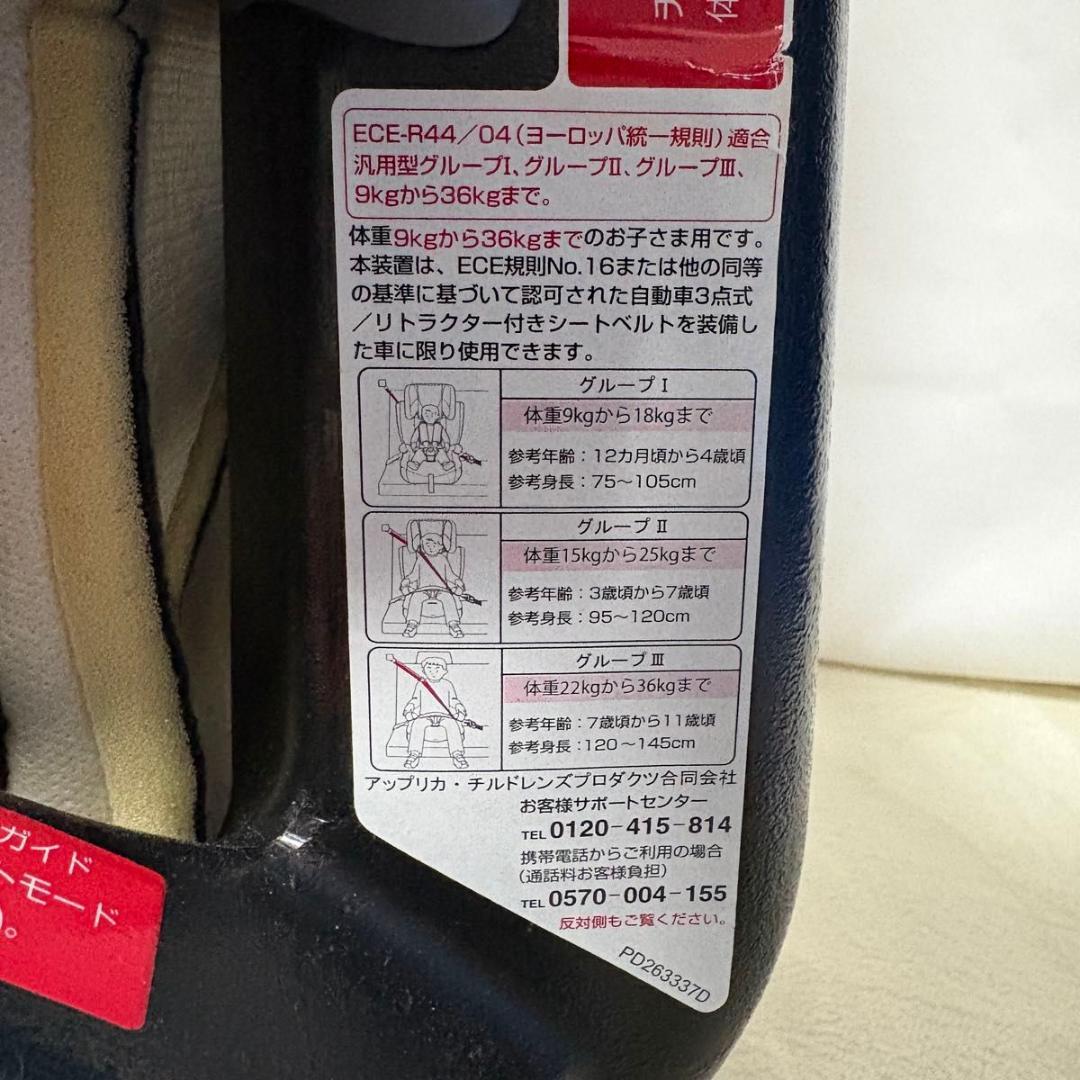 ECE-R44／04（ヨーロッパ統一規則）適合
汎用型グループⅠ、グループⅡ、グループⅢ、
9kgから36kgまで。
体重9kgから36kgまでのお子さま用です。
本装置は、ECE規則No.16または他の同等
の基準に基づいて認可された自動車3点式
／リトラクター付きシートベルトを装備し
た車に限り使用できます。
グループⅠ
体重9kgから18kgまで
参考年齢：12カ月頃から4歳頃
参考身長：75～105cm
グループⅡ
体重15kgから25kgまで
参考年齢：3歳頃から7歳頃
参考身長：95～120cm
グループⅢ
体重22kgから36kgまで
参考年齢：7歳頃から11歳頃
参考身長：120～145cm
アップリカ・チルドレンズプロダクツ合同会社
お客様サポートセンター
TEL 0120-415-814
携帯電話からご利用の場合
（通話料お客様負担）
TEL 0570-004-155
反対側もご覧ください。
PD263337D
ガイド
トモード
。